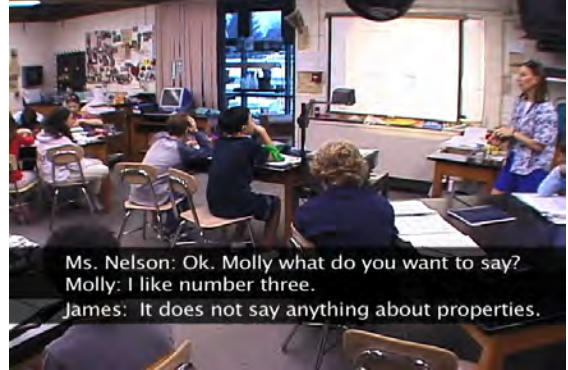 Ms. Nelson: Ok. Molly what do you want to say?
Molly: I like number three.
James: It does not say anything about properties.